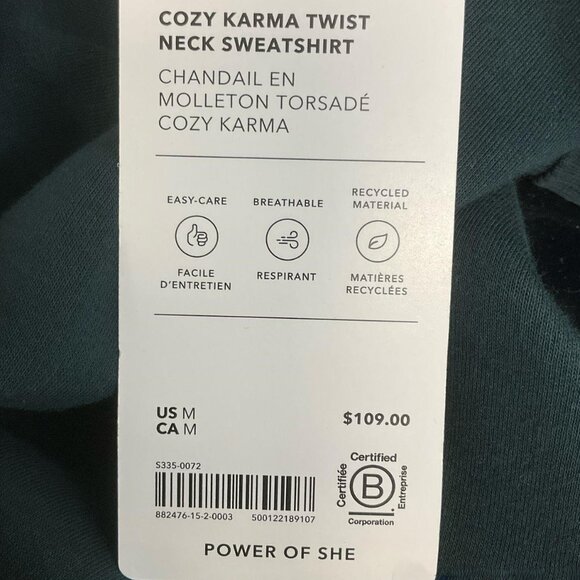 COZY KARMA TWIST
NECK SWEATSHIRT
CHANDAIL EN
MOLLETON TORSADÉ
COZY KARMA
EASY-CARE
FACILE
D'ENTRETIEN
BREATHABLE
RESPIRANT
RECYCLED
MATERIAL
MATIÈRES
RECYCLÉES
US M
CA M
$109.00
S335-0072
882476-15-2-0003 500122189107
Certified
Certifiée
B
Entreprise
Corporation
POWER OF SHE